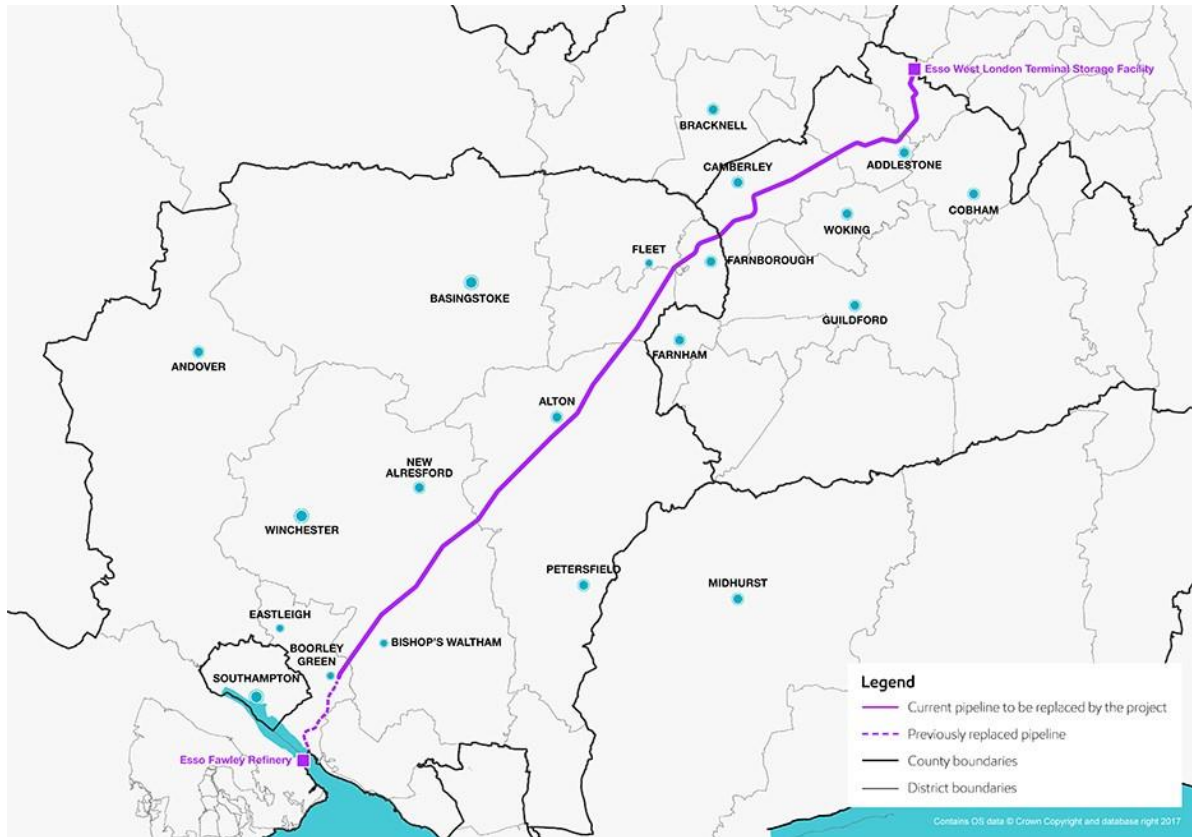 Esso West London Terminal Storage Facility
BRACKNELL
CAMBERLEY
ADDLESTONE
COBHAM
WOKING
FLEET
FARNBOROUGH
BASINGSTOKE
GUILDFORD
FARNHAM
ANDOVER
ALTON
NEW
ALRESFORD
WINCHESTER
PETERSFIELD
MIDHURST
EASTLEIGH
BOORLEY
GREEN
BISHOP'S WALTHAM
SOUTHAMPTON
Esso Fawley Refinery
Legend
Current pipeline to be replaced by the project
Previously replaced pipeline
County boundaries
District boundaries
Contains OS data © Crown Copyright and database right 2017